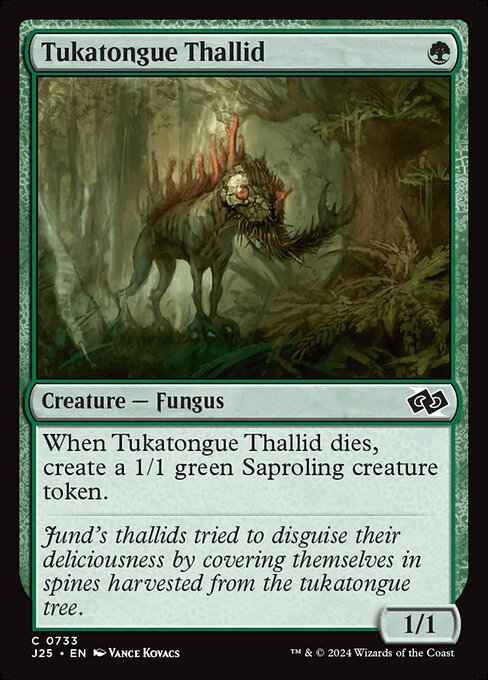 Tukatongue Thallid
Creature — Fungus
When Tukatongue Thallid dies,
create a 1/1 green Saproling creature
token.
Jund's thallids tried to disguise their
deliciousness by covering themselves in
spines harvested from the tukatongue
tree.
1/1
C 0733
J25 • EN Vance Kovacs
™ & © 2024 Wizards of the Coast